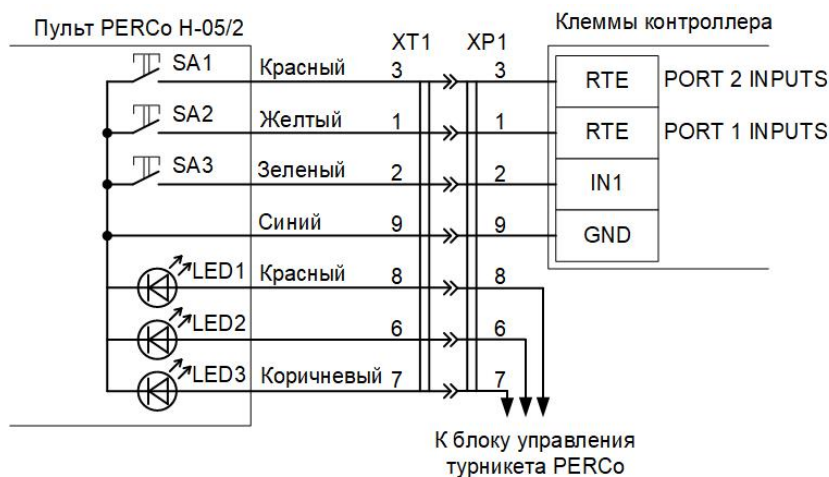 Пульт PERCo H-05/2
XT1 XP1
Клеммы контроллера
SA1 Красный 3 3 RTE PORT 2 INPUTS
SA2 Желтый 1 1 RTE PORT 1 INPUTS
SA3 Зеленый 2 2 IN1
Синий 9 9 GND
LED1 Красный 8 8
LED2 6 6
LED3 Коричневый 7 7
К блоку управления
турникета PERCo